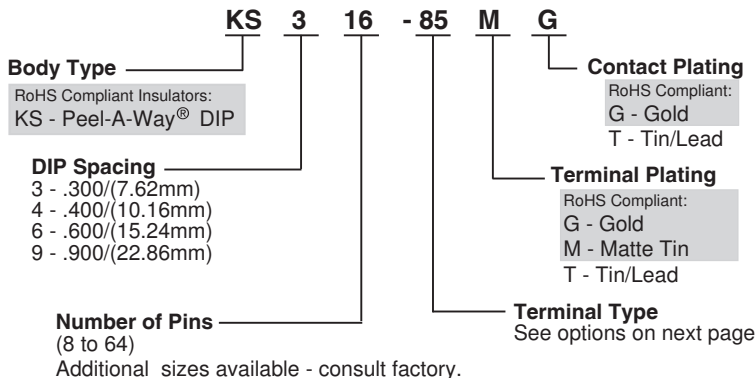 KS 3 16 - 85 M G
Body Type
RoHS Compliant Insulators:
KS - Peel-A-Way® DIP
DIP Spacing
3 - .300/(7.62mm)
4 - .400/(10.16mm)
6 - .600/(15.24mm)
9 - .900/(22.86mm)
Number of Pins
(8 to 64)
Additional sizes available - consult factory.
Contact Plating
RoHS Compliant:
G - Gold
T - Tin/Lead
Terminal Plating
RoHS Compliant:
G - Gold
M - Matte Tin
T - Tin/Lead
Terminal Type
See options on next page